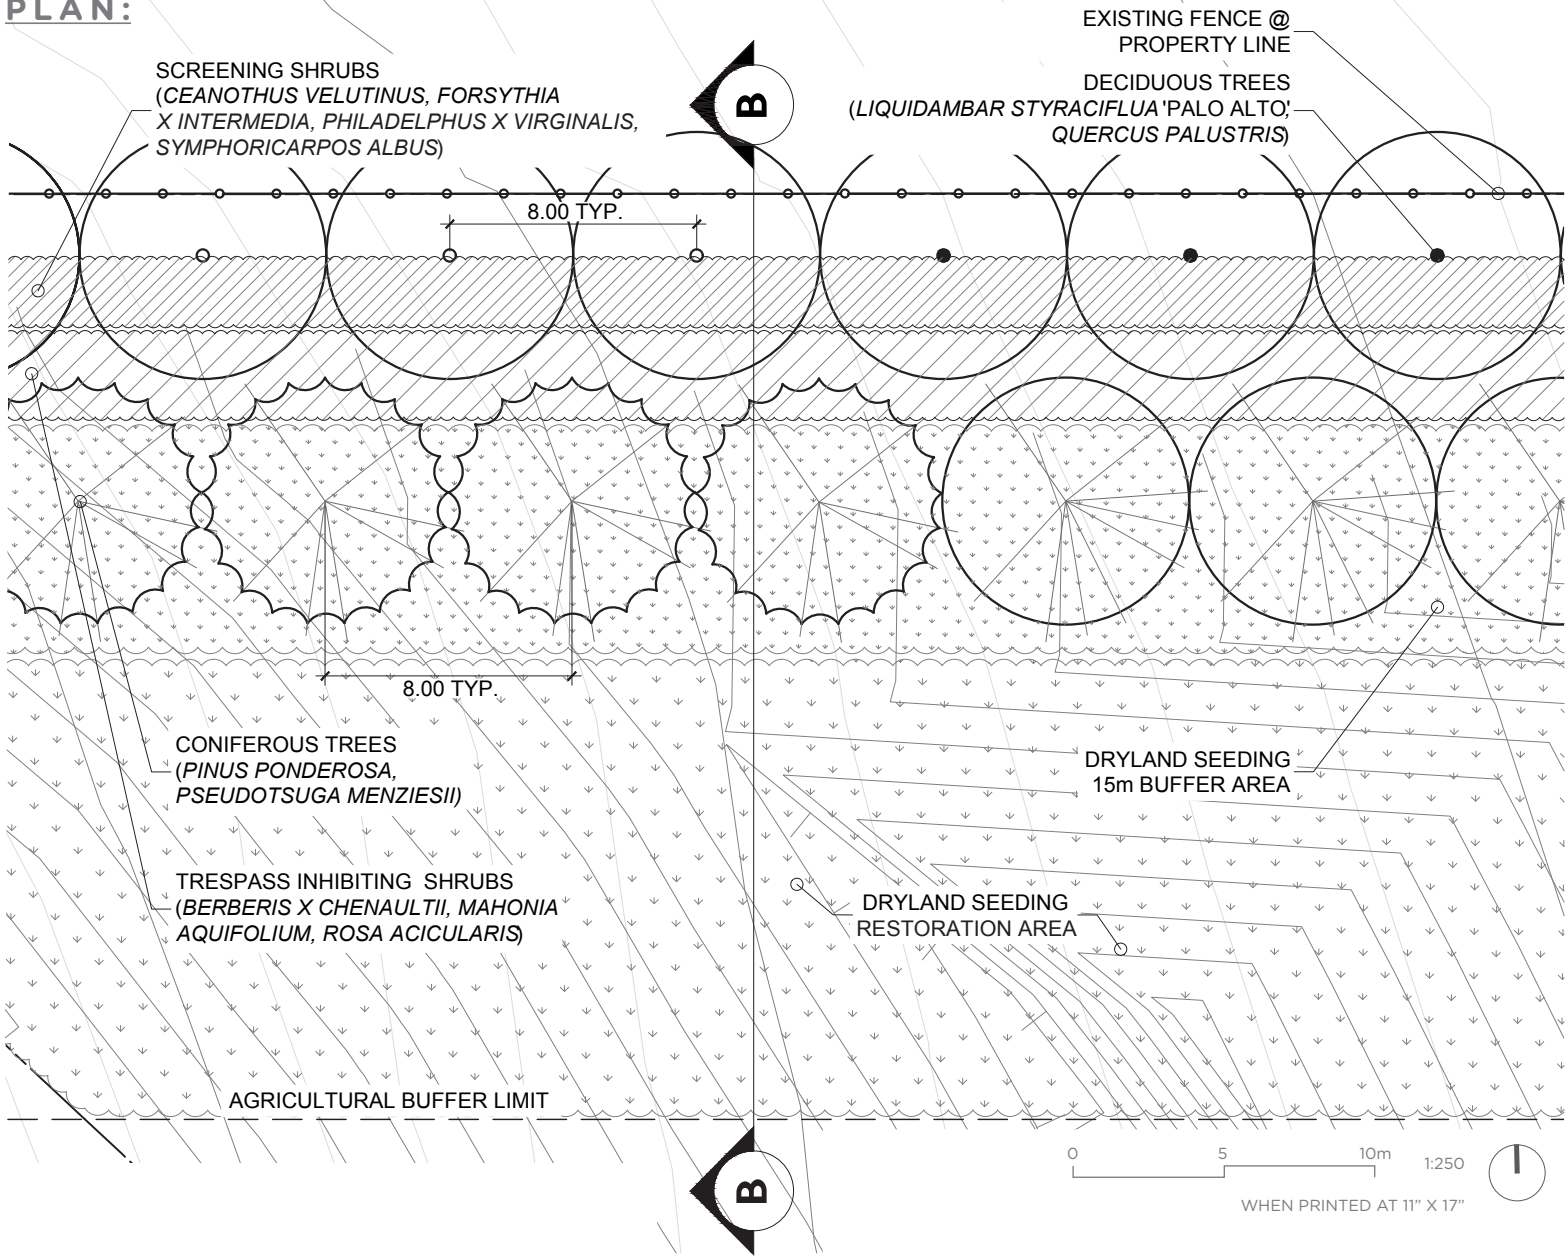 PLAN:
EXISTING FENCE @
PROPERTY LINE
SCREENING SHRUBS
(CEANOTHUS VELUTINUS, FORSYTHIA
X INTERMEDIA, PHILADELPHUS X VIRGINALIS,
SYMPHORICARPOS ALBUS)
B
DECIDUOUS TREES
(LIQUIDAMBAR STYRACIFLUA 'PALO ALTO',
QUERCUS PALUSTRIS)
8.00 TYP.
8.00 TYP.
CONIFEROUS TREES
(PINUS PONDEROSA,
PSEUDOTSUGA MENZIESII)
DRYLAND SEEDING
15m BUFFER AREA
TRESPASS INHIBITING SHRUBS
(BERBERIS X CHENAULTII, MAHONIA
AQUIFOLIUM, ROSA ACICULARIS)
DRYLAND SEEDING
RESTORATION AREA
AGRICULTURAL BUFFER LIMIT
B
0 5 10m 1:250
WHEN PRINTED AT 11" X 17"